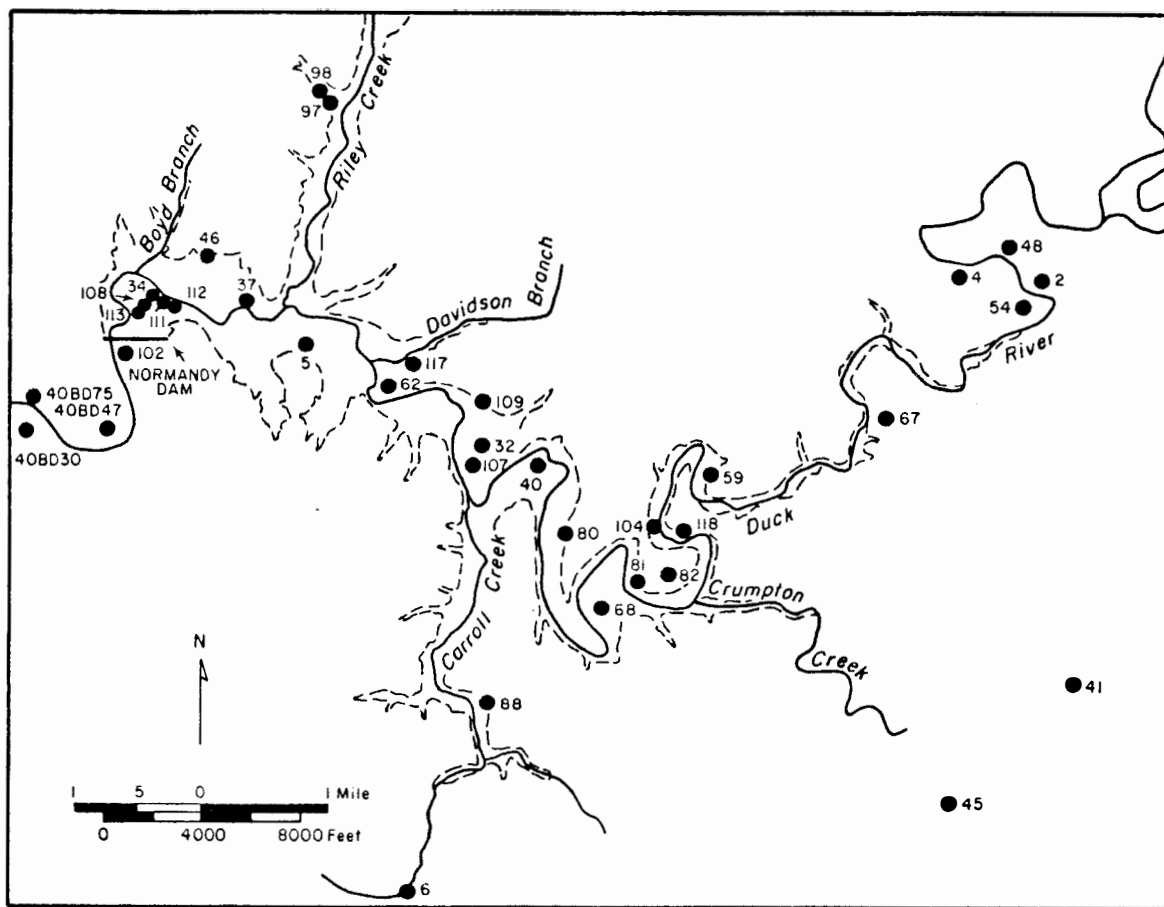 98
97
Riley Creek
Boyd Branch
46
48
4
2
34
37
108
112
113
111
54
Davidson Branch
River
102
5
117
NORMANDY
DAM
62
40BD75
109
40BD47
67
40BD30
32
107
40
59
Duck
104
118
80
81
82
Crumpton
Creek
68
Carroll Creek
N
41
88
1 5 0 1 Mile
45
0 4000 8000 Feet
6